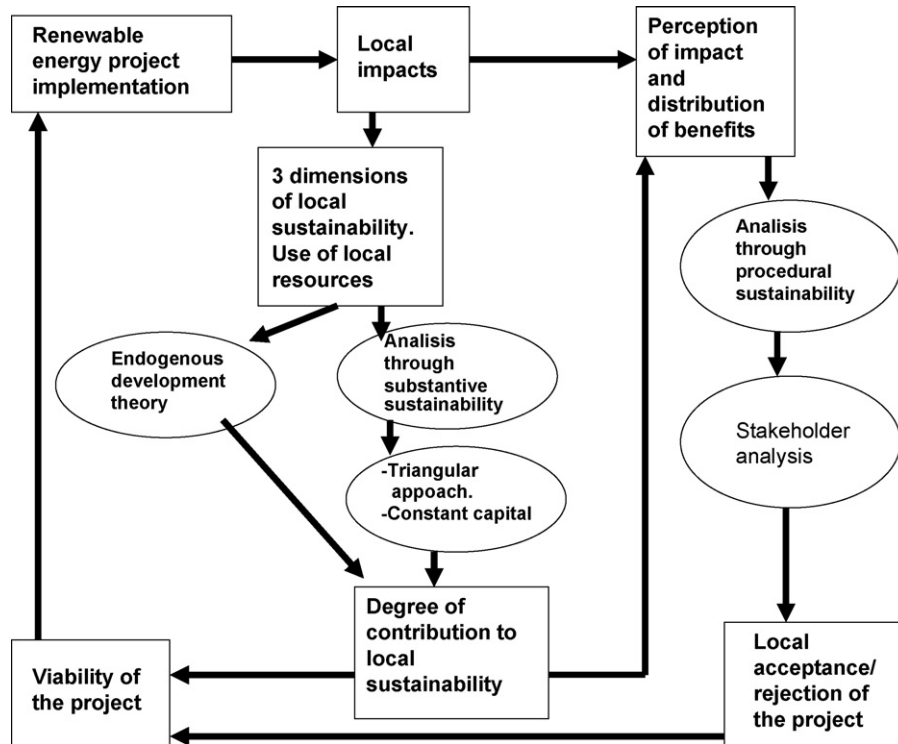 Renewable
energy project
implementation
Local
impacts
Perception
of impact
and
distribution
of benefits
3 dimensions
of local
sustainability.
Use of local
resources
Analisis
through
procedural
sustainability
Endogenous
development
theory
Analisis
through
substantive
sustainability
Stakeholder
analysis
-Triangular
appoach.
-Constant capital
Degree of
contribution to
local
sustainability
Viability of
the project
Local
acceptance/
rejection of
the project